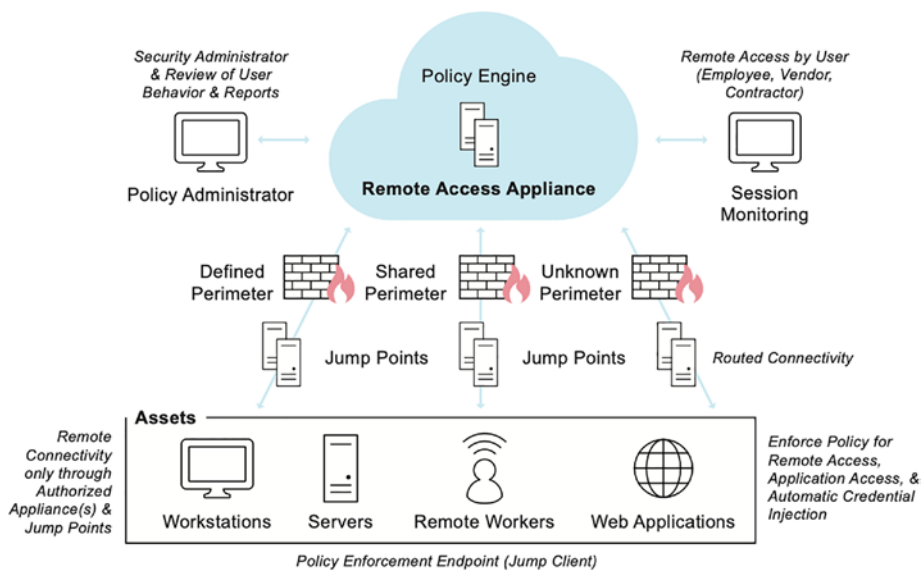 Security Administrator
& Review of User
Behavior & Reports
Policy Administrator
Policy Engine
Remote Access Appliance
Remote Access by User
(Employee, Vendor,
Contractor)
Session
Monitoring
Defined
Perimeter
Shared
Perimeter
Unknown
Perimeter
Jump Points
Jump Points
Routed Connectivity
Remote
Connectivity
only through
Authorized
Appliance(s) &
Jump Points
Assets
Workstations
Servers
Remote Workers
Web Applications
Enforce Policy for
Remote Access,
Application Access, &
Automatic Credential
Injection
Policy Enforcement Endpoint (Jump Client)